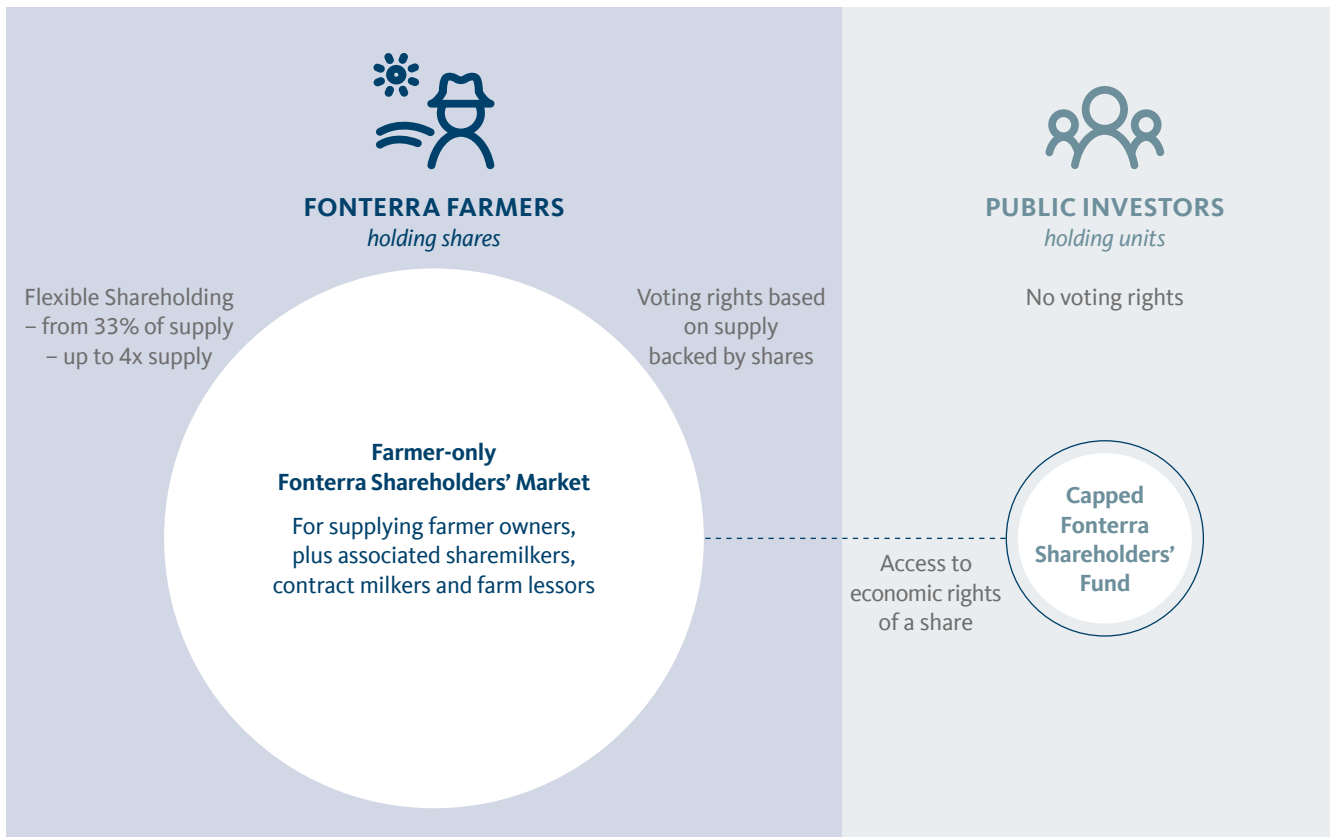 FONTERRA FARMERS
holding shares
Flexible Shareholding
– from 33% of supply
– up to 4x supply
Voting rights based
on supply
backed by shares
Farmer-only
Fonterra Shareholders’ Market
For supplying farmer owners,
plus associated sharemilkers,
contract milkers and farm lessors
PUBLIC INVESTORS
holding units
No voting rights
Access to
economic rights
of a share
Capped
Fonterra
Shareholders’
Fund